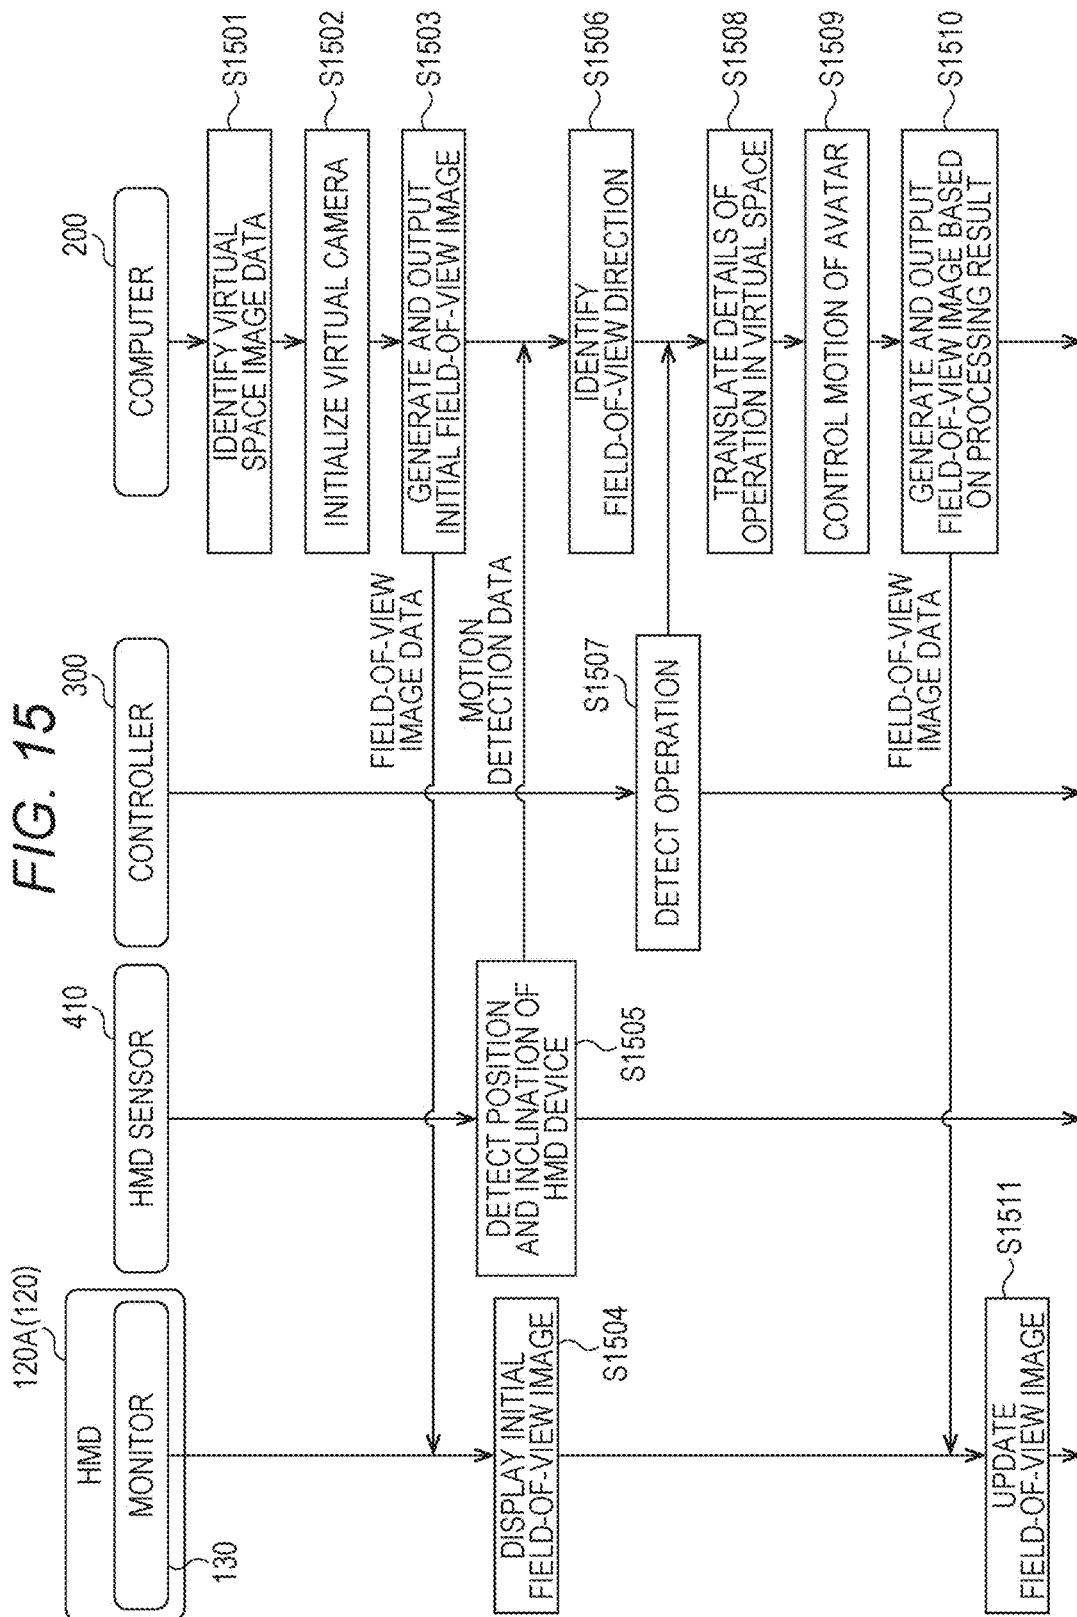 FIG. 15
120A(120)
HMD
MONITOR
130
410
HMD SENSOR
300
CONTROLLER
200
COMPUTER
IDENTIFY VIRTUAL
SPACE IMAGE DATA
S1501
INITIALIZE VIRTUAL CAMERA
S1502
GENERATE AND OUTPUT
INITIAL FIELD-OF-VIEW IMAGE
S1503
FIELD-OF-VIEW
IMAGE DATA
DISPLAY INITIAL
FIELD-OF-VIEW IMAGE
S1504
DETECT POSITION
AND INCLINATION OF
HMD DEVICE
S1505
MOTION
DETECTION DATA
IDENTIFY
FIELD-OF-VIEW DIRECTION
S1506
S1507
DETECT OPERATION
TRANSLATE DETAILS OF
OPERATION IN VIRTUAL SPACE
S1508
CONTROL MOTION OF AVATAR
S1509
GENERATE AND OUTPUT
FIELD-OF-VIEW IMAGE BASED
ON PROCESSING RESULT
S1510
FIELD-OF-VIEW
IMAGE DATA
UPDATE
FIELD-OF-VIEW IMAGE
S1511